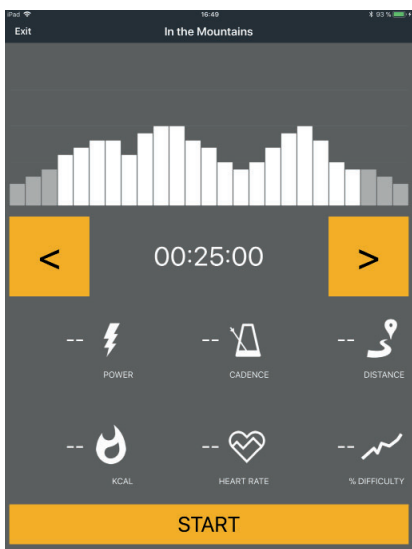 iPad 16:49 93 %
Exit In the Mountains
< 00:25:00 >
-- -- --
POWER CADENCE DISTANCE
-- -- --
KCAL HEART RATE % DIFFICULTY
START